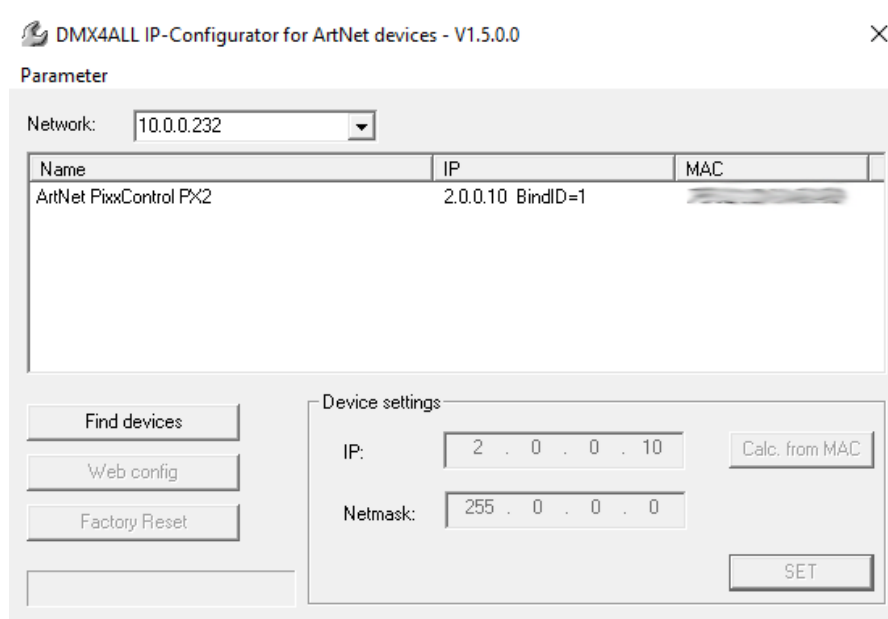 DMX4ALL IP-Configurator for ArtNet devices - V1.5.0.0
Parameter
Network: 10.0.0.232
Name IP MAC
ArtNet PixxControl PX2 2.0.0.10 BindID=1
Find devices
Web config
Factory Reset
Device settings
IP: 2 . 0 . 0 . 10 Calc. from MAC
Netmask: 255 . 0 . 0 . 0
SET